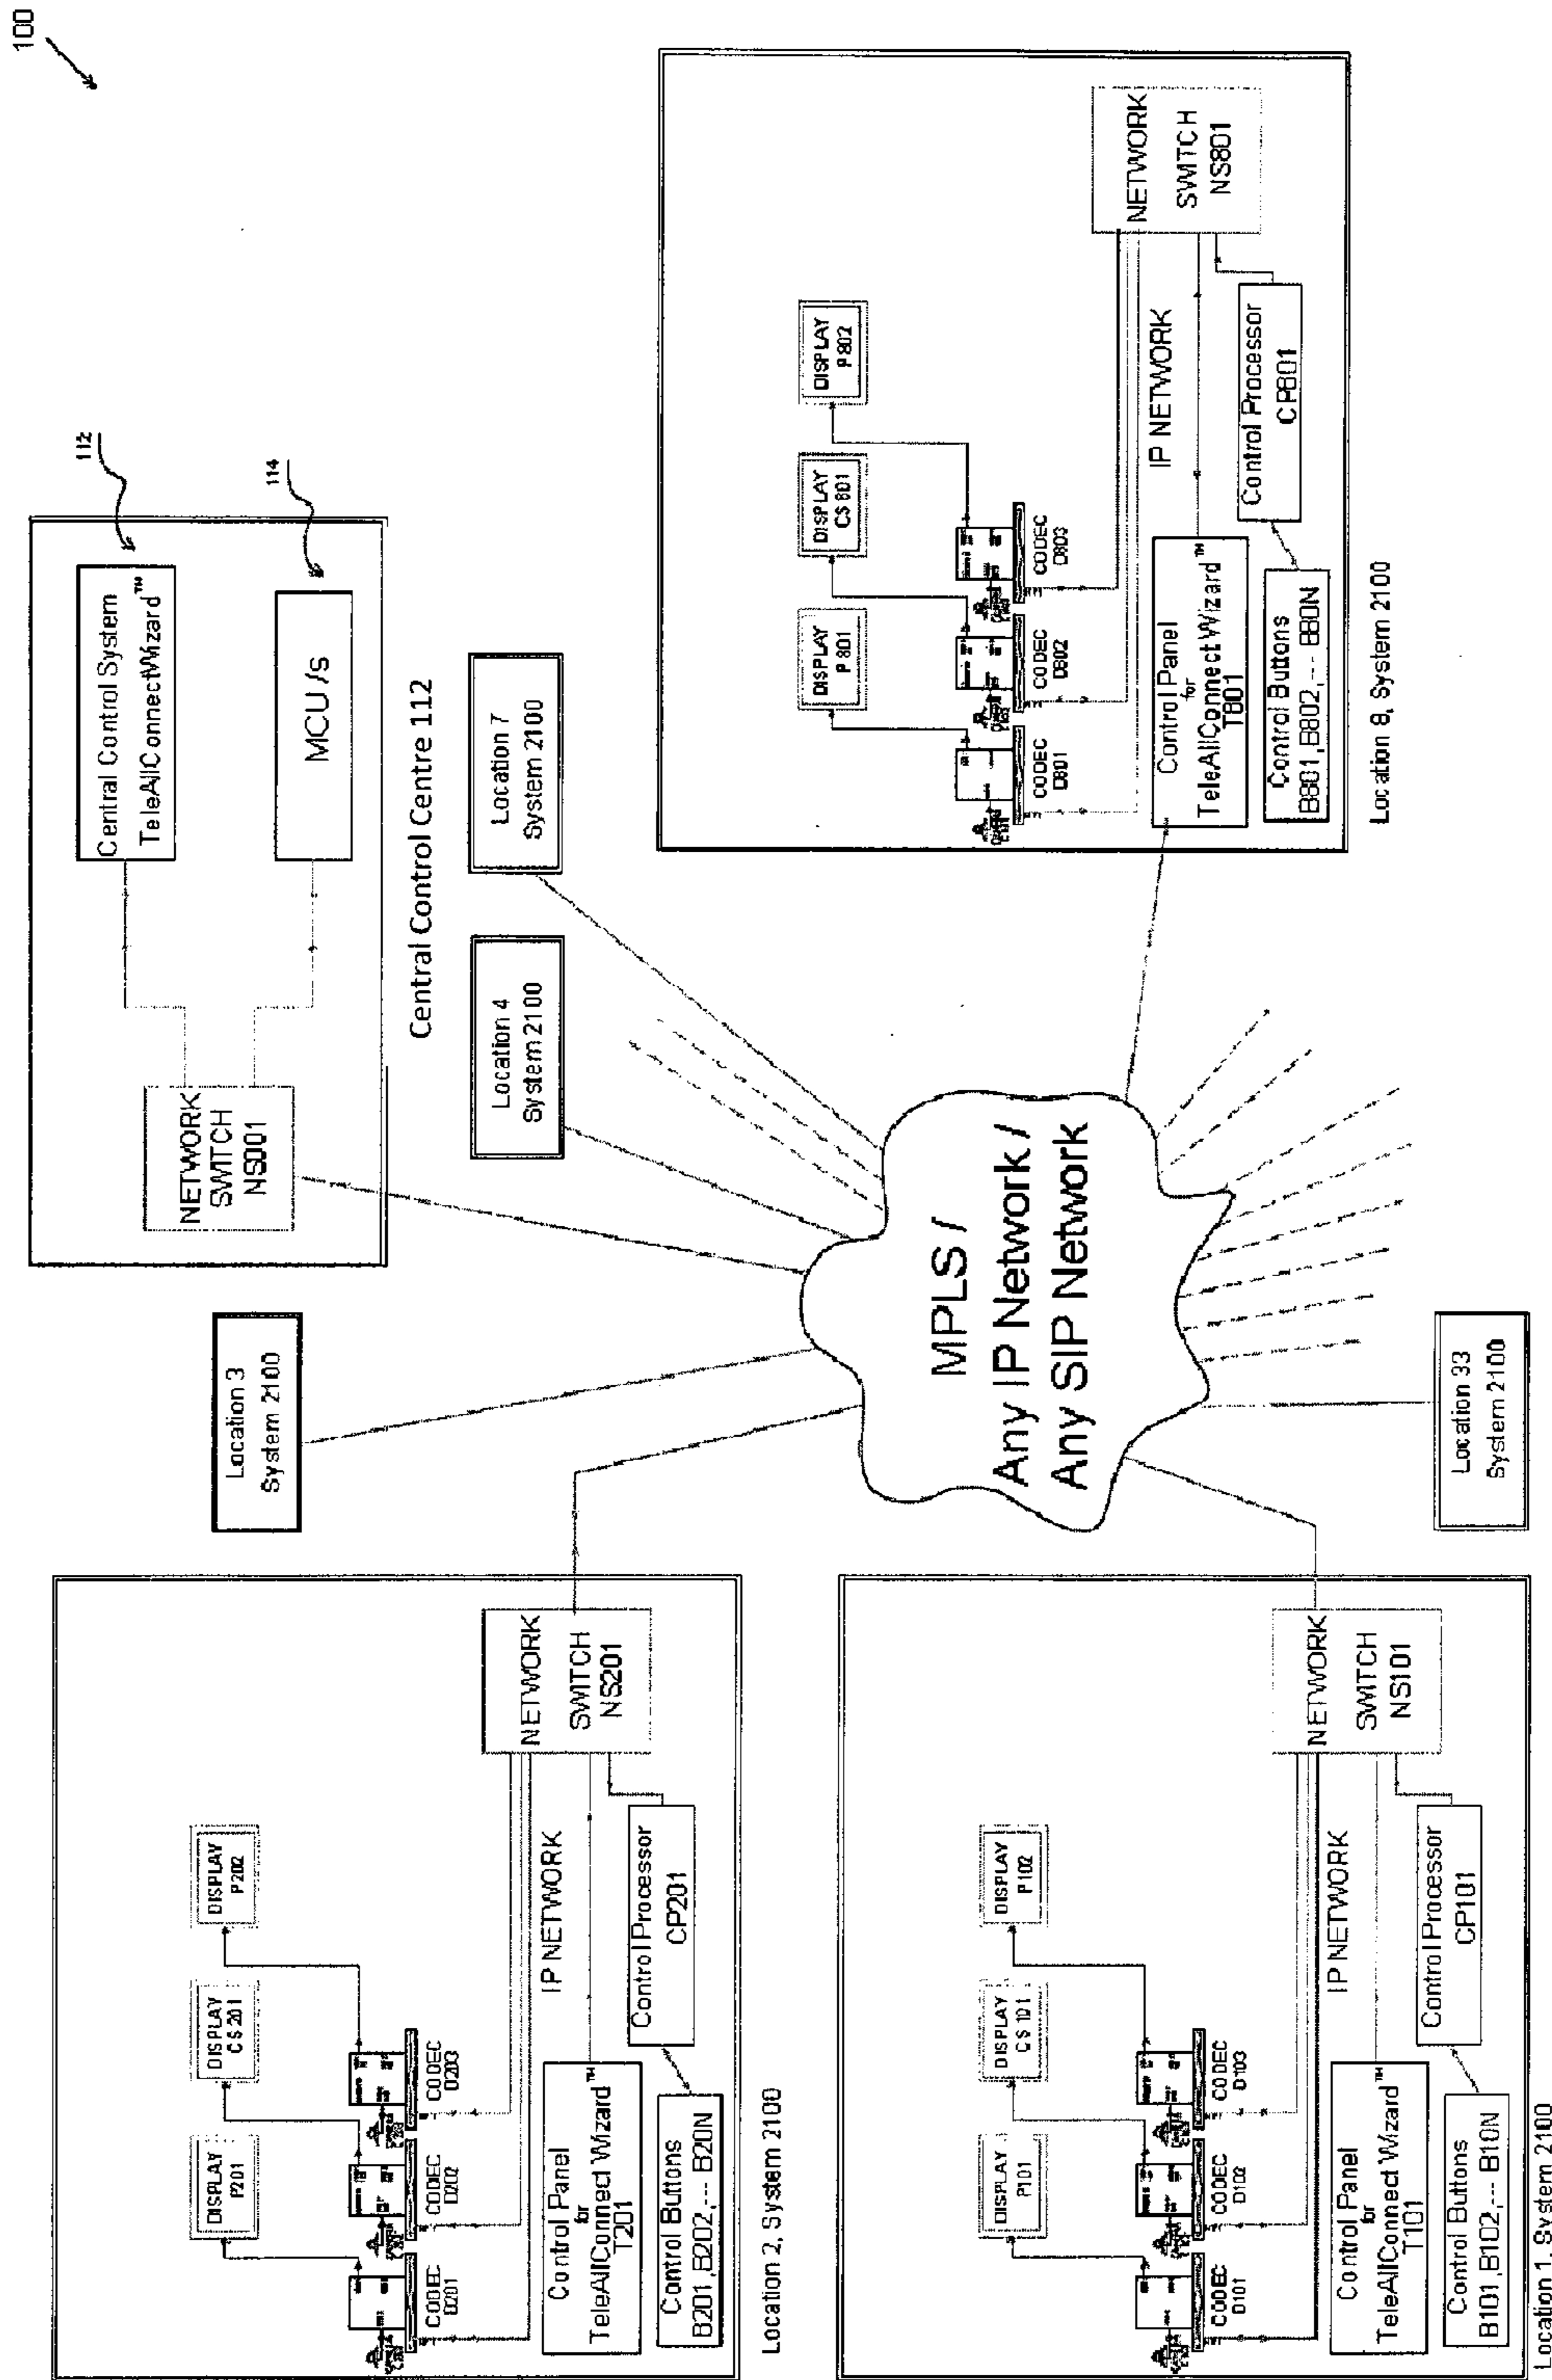 100
Central Control System
TeleAllConnectWizard™
112
MCU /s
114
NETWORK
SWITCH
NS001
Central Control Centre 112
Location 3
System 2100
Location 4
System 2100
Location 7
System 2100
MPLS /
Any IP Network /
Any SIP Network
Location 33
System 2100
DISPLAY
P201
DISPLAY
CS201
DISPLAY
P202
CODEC
D201
CODEC
D202
CODEC
D203
NETWORK
SWITCH
NS201
IP NETWORK
Control Panel
for
TeleAllConnect Wizard™
T201
Control Processor
CP201
Control Buttons
B201,B202,--- B20N
Location 2, System 2100
DISPLAY
P101
DISPLAY
CS101
DISPLAY
P102
CODEC
D101
CODEC
D102
CODEC
D103
NETWORK
SWITCH
NS101
IP NETWORK
Control Panel
for
TeleAllConnect Wizard™
T101
Control Processor
CP101
Control Buttons
B101,B102,--- B10N
Location 1, System 2100
DISPLAY
P801
DISPLAY
CS801
DISPLAY
P802
CODEC
D801
CODEC
D802
CODEC
D803
NETWORK
SWITCH
NS801
IP NETWORK
Control Panel
for
TeleAllConnect Wizard™
T801
Control Processor
CP801
Control Buttons
B801,B802,--- B80N
Location 8, System 2100